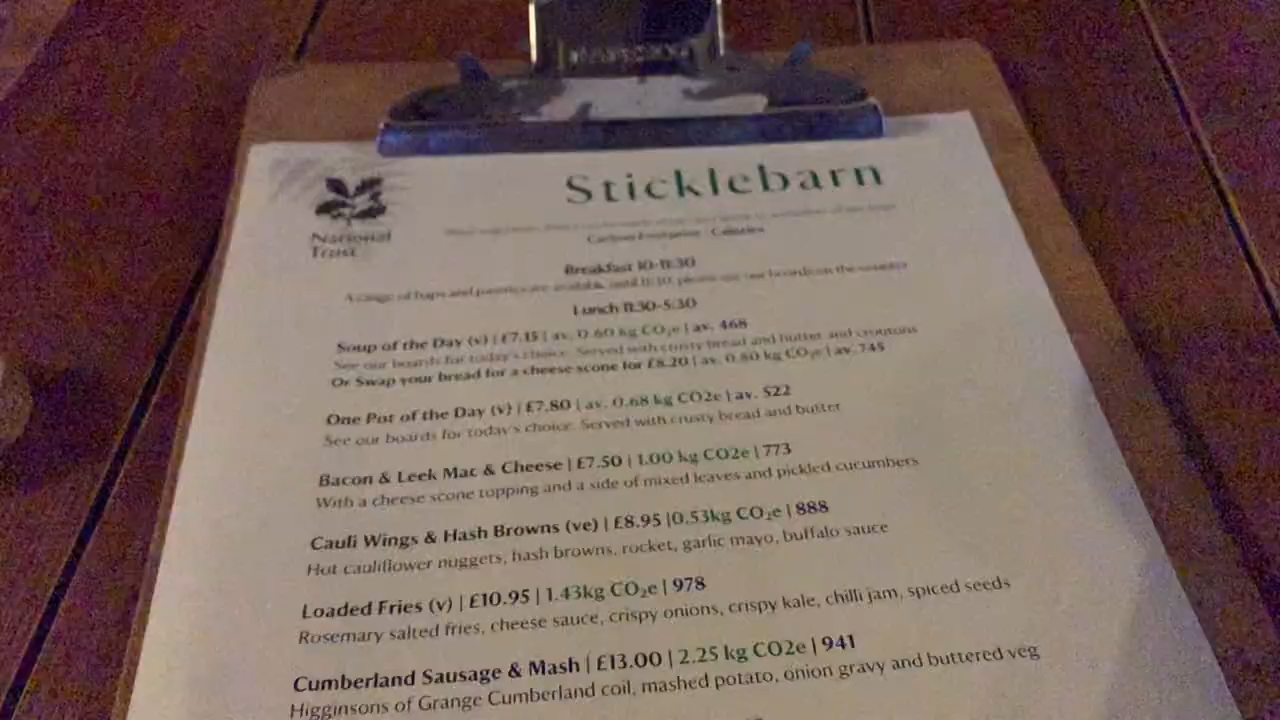 Sticklebarn
National
Trust
Carbon Footprint | Calories
Breakfast 10-11:30
A range of baps and pastries are available until 11:30, please see our boards on the counter
Lunch 11:30-5:30
Soup of the Day (v) | £7.15 | av. 0.60 kg CO₂e | av. 468
See our boards for today's choice. Served with crusty bread and butter and croutons
Or Swap your bread for a cheese scone for £8.20 | av. 0.80 kg CO₂e | av. 745
One Pot of the Day (v) | £7.80 | av. 0.68 kg CO2e | av. 522
See our boards for today's choice. Served with crusty bread and butter
Bacon & Leek Mac & Cheese | £7.50 | 1.00 kg CO2e | 773
With a cheese scone topping and a side of mixed leaves and pickled cucumbers
Cauli Wings & Hash Browns (ve) | £8.95 |0.53kg CO₂e | 888
Hot cauliflower nuggets, hash browns, rocket, garlic mayo, buffalo sauce
Loaded Fries (v) | £10.95 | 1.43kg CO₂e | 978
Rosemary salted fries, cheese sauce, crispy onions, crispy kale, chilli jam, spiced seeds
Cumberland Sausage & Mash | £13.00 | 2.25 kg CO2e | 941
Higginsons of Grange Cumberland coil, mashed potato, onion gravy and buttered veg